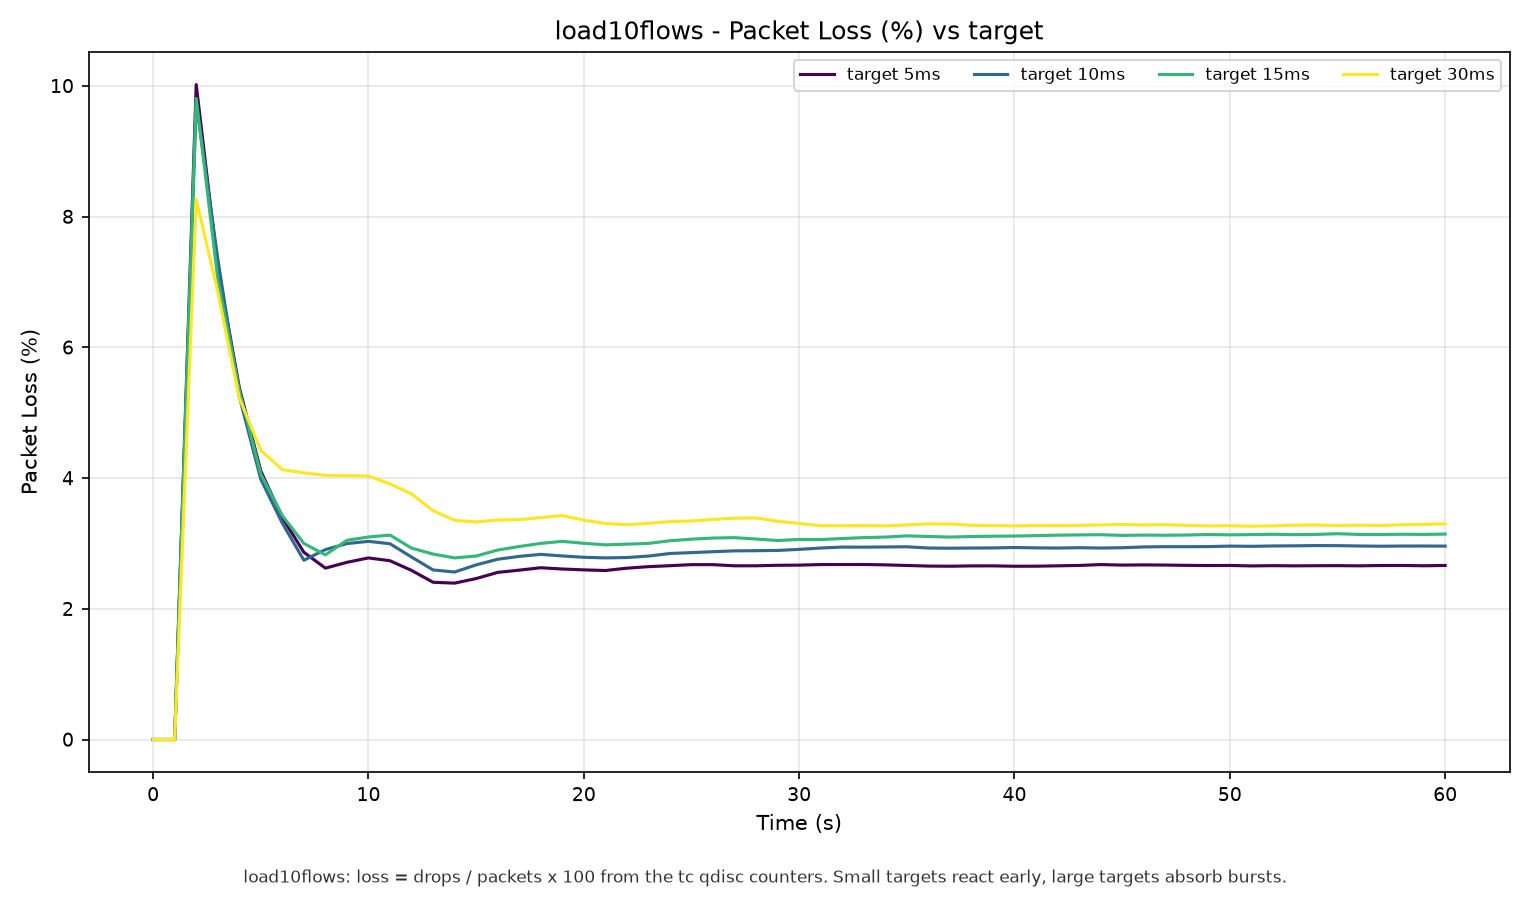 load10flows - Packet Loss (%) vs target
target 5ms
target 10ms
target 15ms
target 30ms
Packet Loss (%)
10
8
6
4
2
0
0
10
20
30
40
50
60
Time (s)
load10flows: loss = drops / packets x 100 from the tc qdisc counters. Small targets react early, large targets absorb bursts.